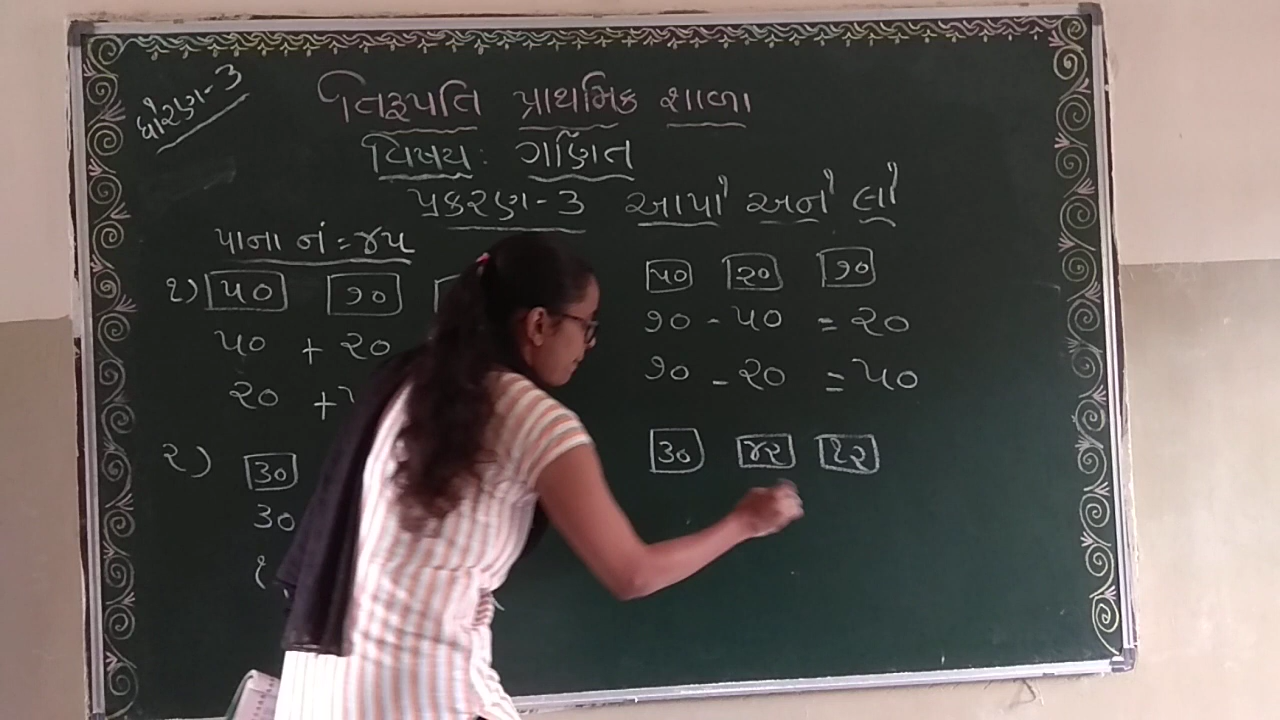 ધોરણ-૩
તિરૂપતિ પ્રાથમિક શાળા
વિષય: ગણિત
પ્રકરણ-૩ આપો અને લો
પાના નં=૪૫
૧) ૫૦ ૭૦
૫૦ + ૨૦
૨૦ +
૫૦ ૨૦ ૭૦
૭૦ - ૫૦ = ૨૦
૭૦ - ૨૦ = ૫૦
૨) ૩૦
૩૦
૩૦ ૪૨ ૧૨